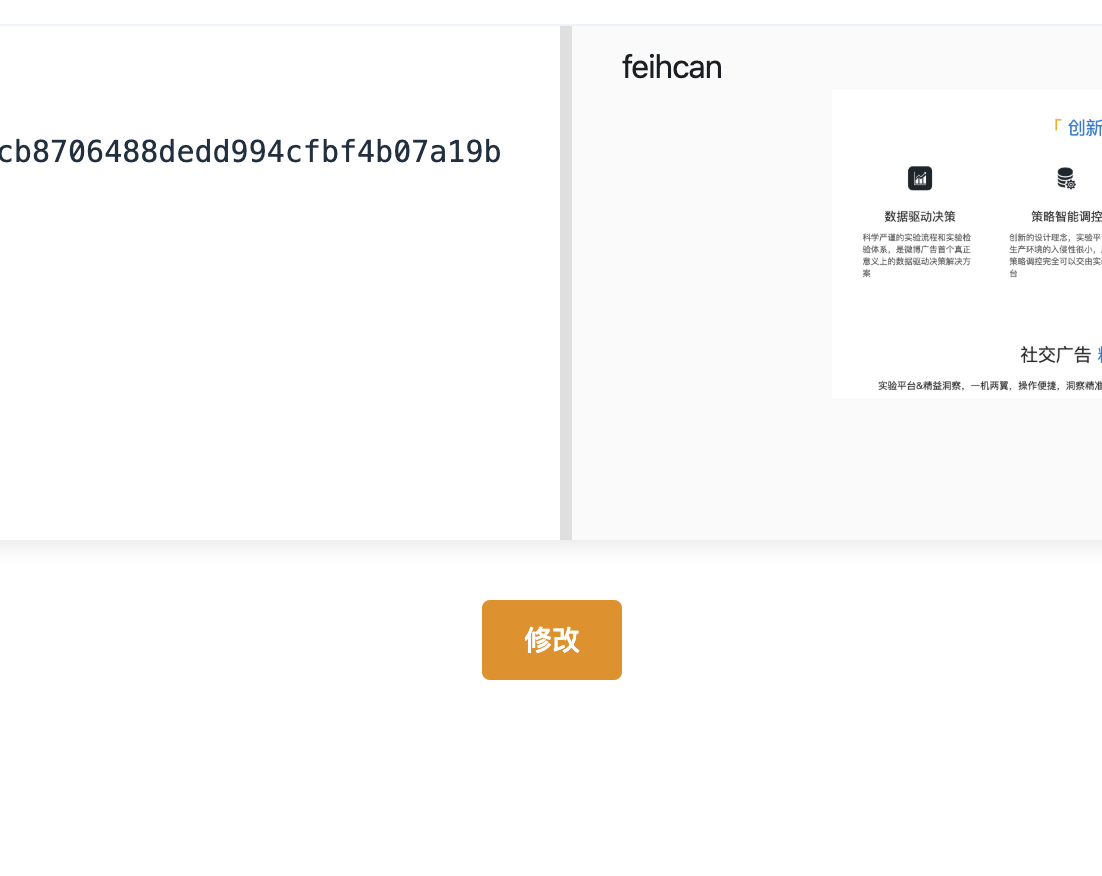 cb8706488dedd994cfbf4b07a19b
feihcan
「 创新
数据驱动决策
科学严谨的实验流程和实验检
验体系，是微博广告首个真正
意义上的数据驱动决策解决方
案
策略智能调控
创新的设计理念，实验平
生产环境的入侵性很小，
策略调控完全可以交由实
台
社交广告
实验平台&精益洞察，一机两翼，操作便捷，洞察精准
修改